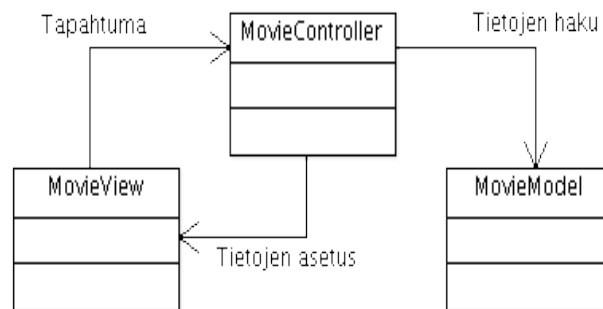 Tapahtuma
MovieController
Tietojen haku
MovieView
MovieModel
Tietojen asetus